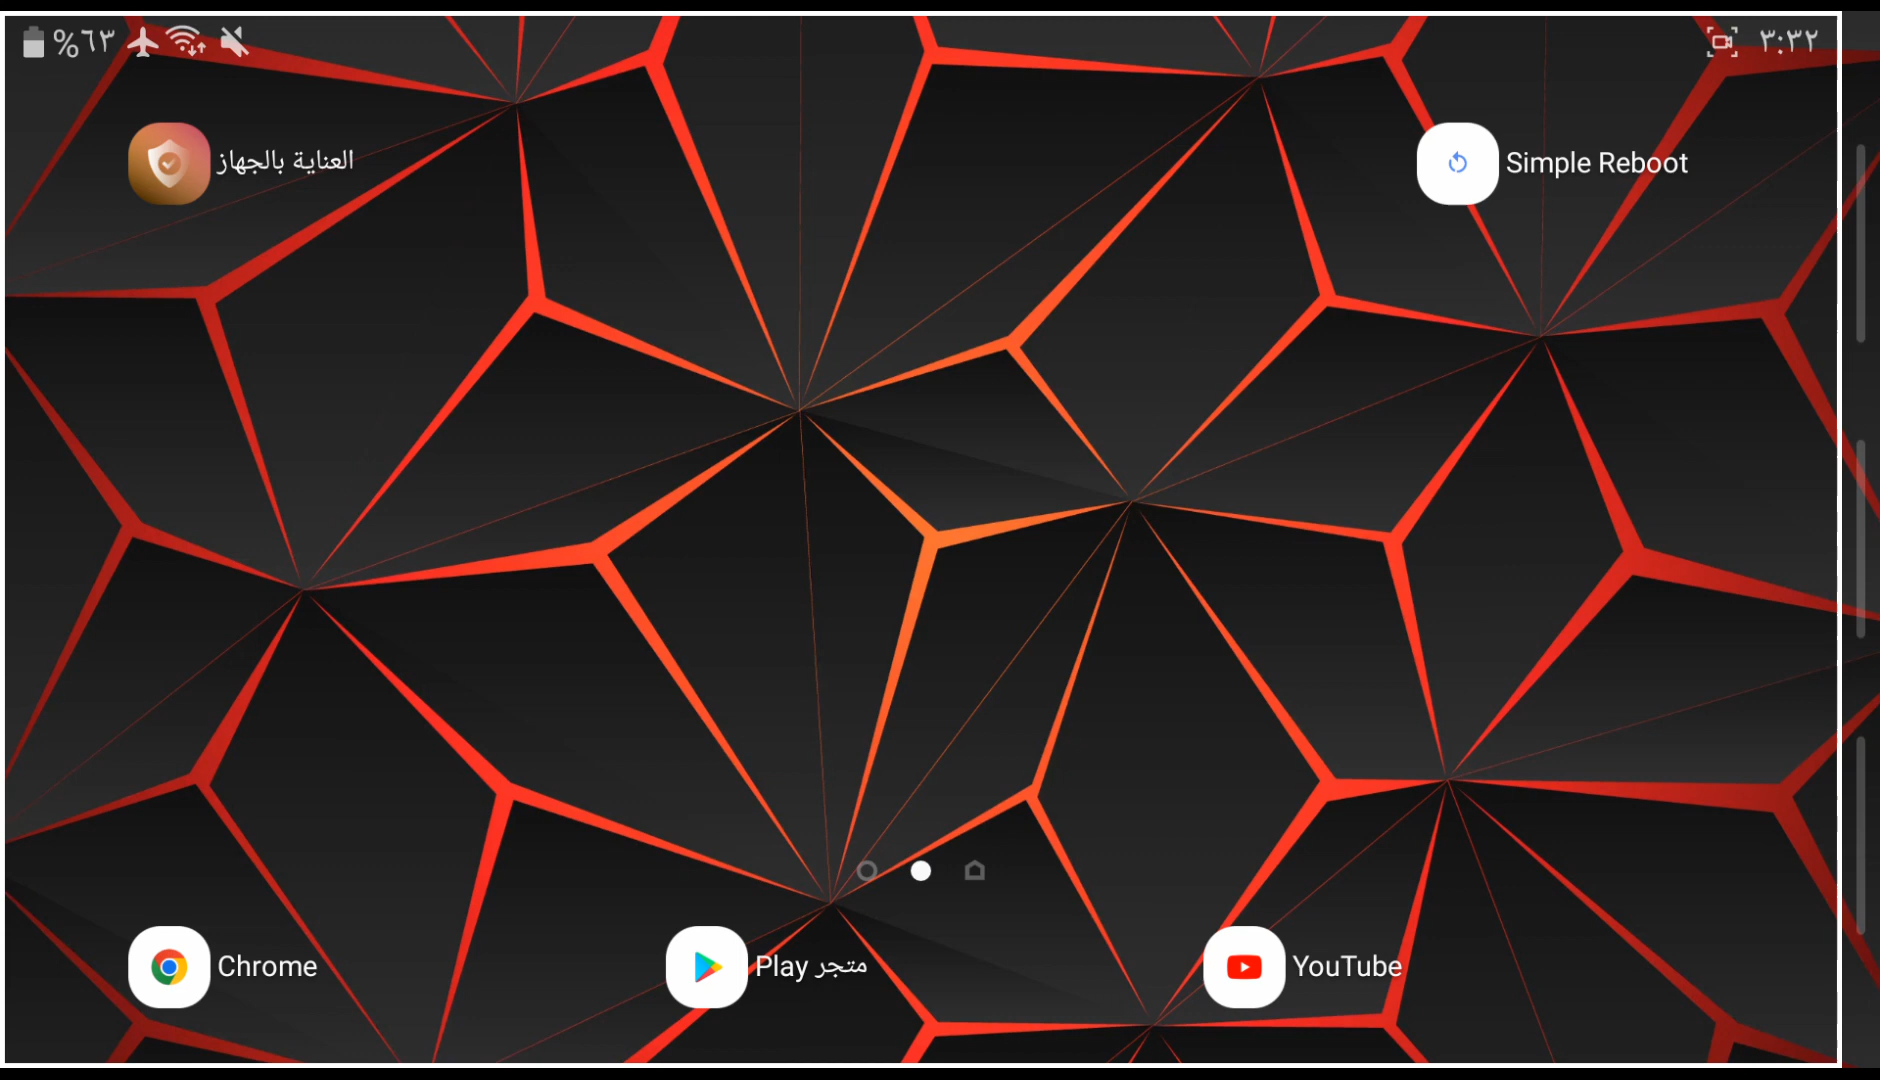 %٦٣
٣:٣٢
العناية بالجهاز
Simple Reboot
Chrome
متجر Play
YouTube